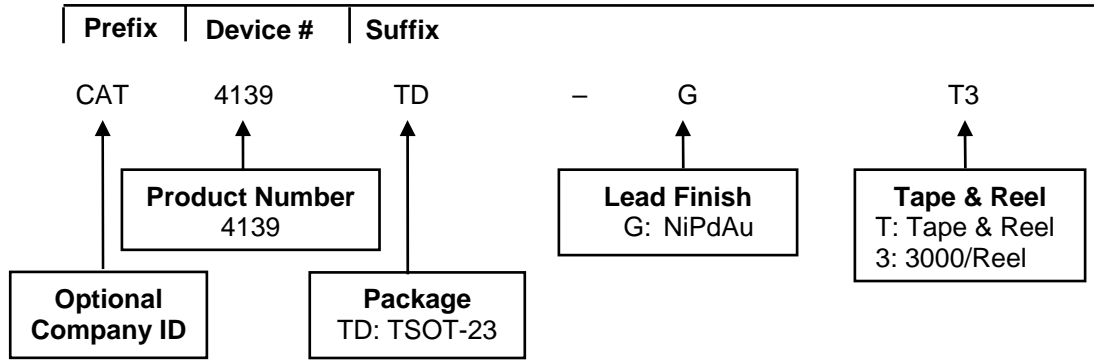 Prefix Device # Suffix
CAT 4139 TD – G T3
Product Number
4139
Lead Finish
G: NiPdAu
Tape & Reel
T: Tape & Reel
3: 3000/Reel
Optional
Company ID
Package
TD: TSOT-23